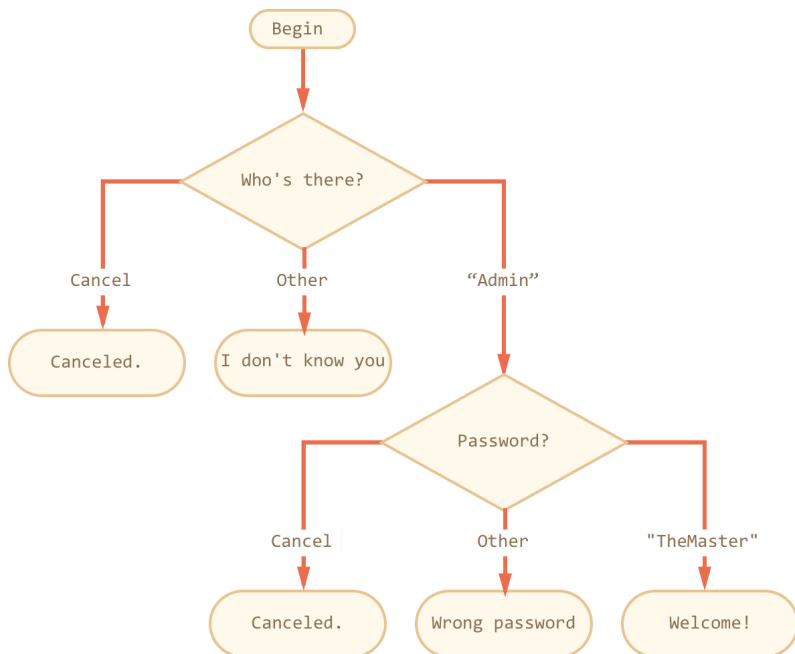 Begin
Who's there?
Cancel
Other
“Admin”
Canceled.
I don't know you
Password?
Cancel
Other
"TheMaster"
Canceled.
Wrong password
Welcome!